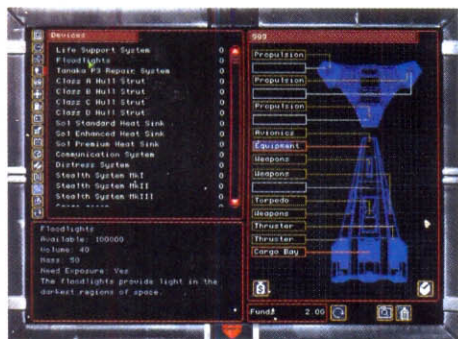 Devices
Life Support System 0
Floodlights 0
Tanaka P3 Repair System 0
Class A Hull Strut 0
Class B Hull Strut 0
Class C Hull Strut 0
Class D Hull Strut 0
Sol Standard Heat Sink 0
Sol Enhanced Heat Sink 0
Sol Premium Heat Sink 0
Communication System 0
Distress System 0
Stealth System MkI 0
Stealth System MkII 0
Stealth System MkIII 0
Floodlights
Available: 100000
Volume: 40
Mass: 50
Need Exposure: Yes
The floodlights provide light in the
darkest regions of space.
Propulsion
Propulsion
Propulsion
Avionics
Equipment
Weapons
Weapons
Torpedo
Weapons
Thruster
Thruster
Cargo Bay
Funds 2.00